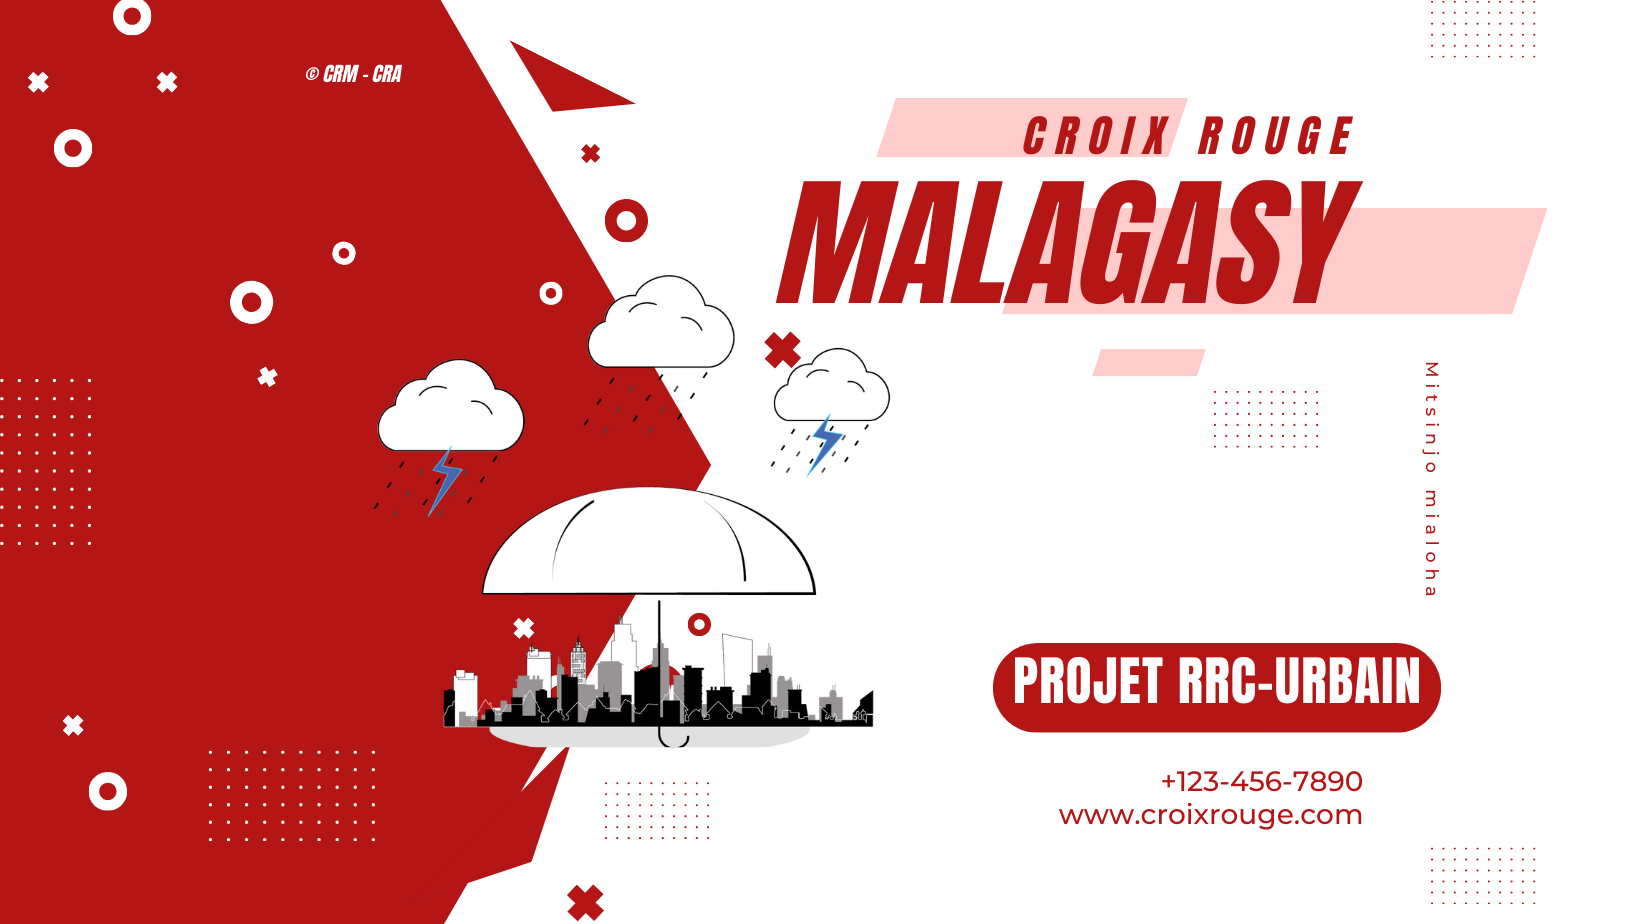 © CRM - CRA
CROIX ROUGE
MALAGASY
Mitsinjo mialoha
PROJET RRC-URBAIN
+123-456-7890
www.croixrouge.com